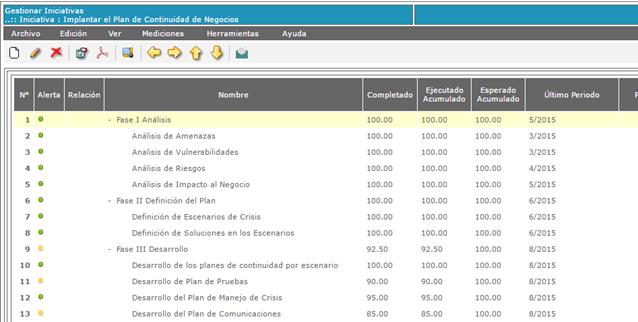 Gestionar Iniciativas
..:: Iniciativa : Implantar el Plan de Continuidad de Negocios
Archivo Edición Ver Mediciones Herramientas Ayuda
Nº Alerta Relación Nombre Completado Ejecutado Acumulado Esperado Acumulado Último Periodo
1 - Fase I Análisis 100.00 100.00 100.00 5/2015
2 Análisis de Amenazas 100.00 100.00 100.00 3/2015
3 Analisis de Vulnerabilidades 100.00 100.00 100.00 3/2015
4 Análisis de Riesgos 100.00 100.00 100.00 4/2015
5 Análisis de Impacto al Negocio 100.00 100.00 100.00 5/2015
6 - Fase II Definición del Plan 100.00 100.00 100.00 6/2015
7 Definición de Escenarios de Crisis 100.00 100.00 100.00 6/2015
8 Definición de Soluciones en los Escenarios 100.00 100.00 100.00 6/2015
9 - Fase III Desarrollo 92.50 92.50 100.00 8/2015
10 Desarrollo de los planes de continuidad por escenario 100.00 100.00 100.00 8/2015
11 Desarrollo de Plan de Pruebas 90.00 90.00 100.00 8/2015
12 Desarrollo del Plan de Manejo de Crisis 95.00 95.00 100.00 8/2015
13 Desarrollo del Plan de Comunicaciones 85.00 85.00 100.00 8/2015